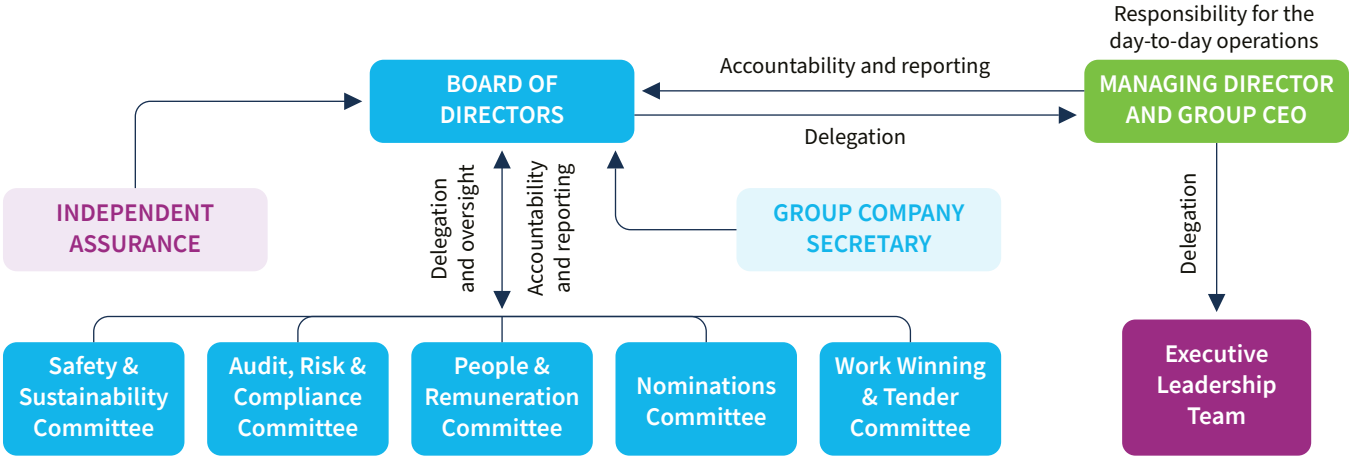 Responsibility for the
day-to-day operations
BOARD OF
DIRECTORS
Accountability and reporting
Delegation
MANAGING DIRECTOR
AND GROUP CEO
INDEPENDENT
ASSURANCE
Delegation
and oversight
Accountability
and reporting
GROUP COMPANY
SECRETARY
Delegation
Safety &
Sustainability
Committee
Audit, Risk &
Compliance
Committee
People &
Remuneration
Committee
Nominations
Committee
Work Winning
& Tender
Committee
Executive
Leadership
Team